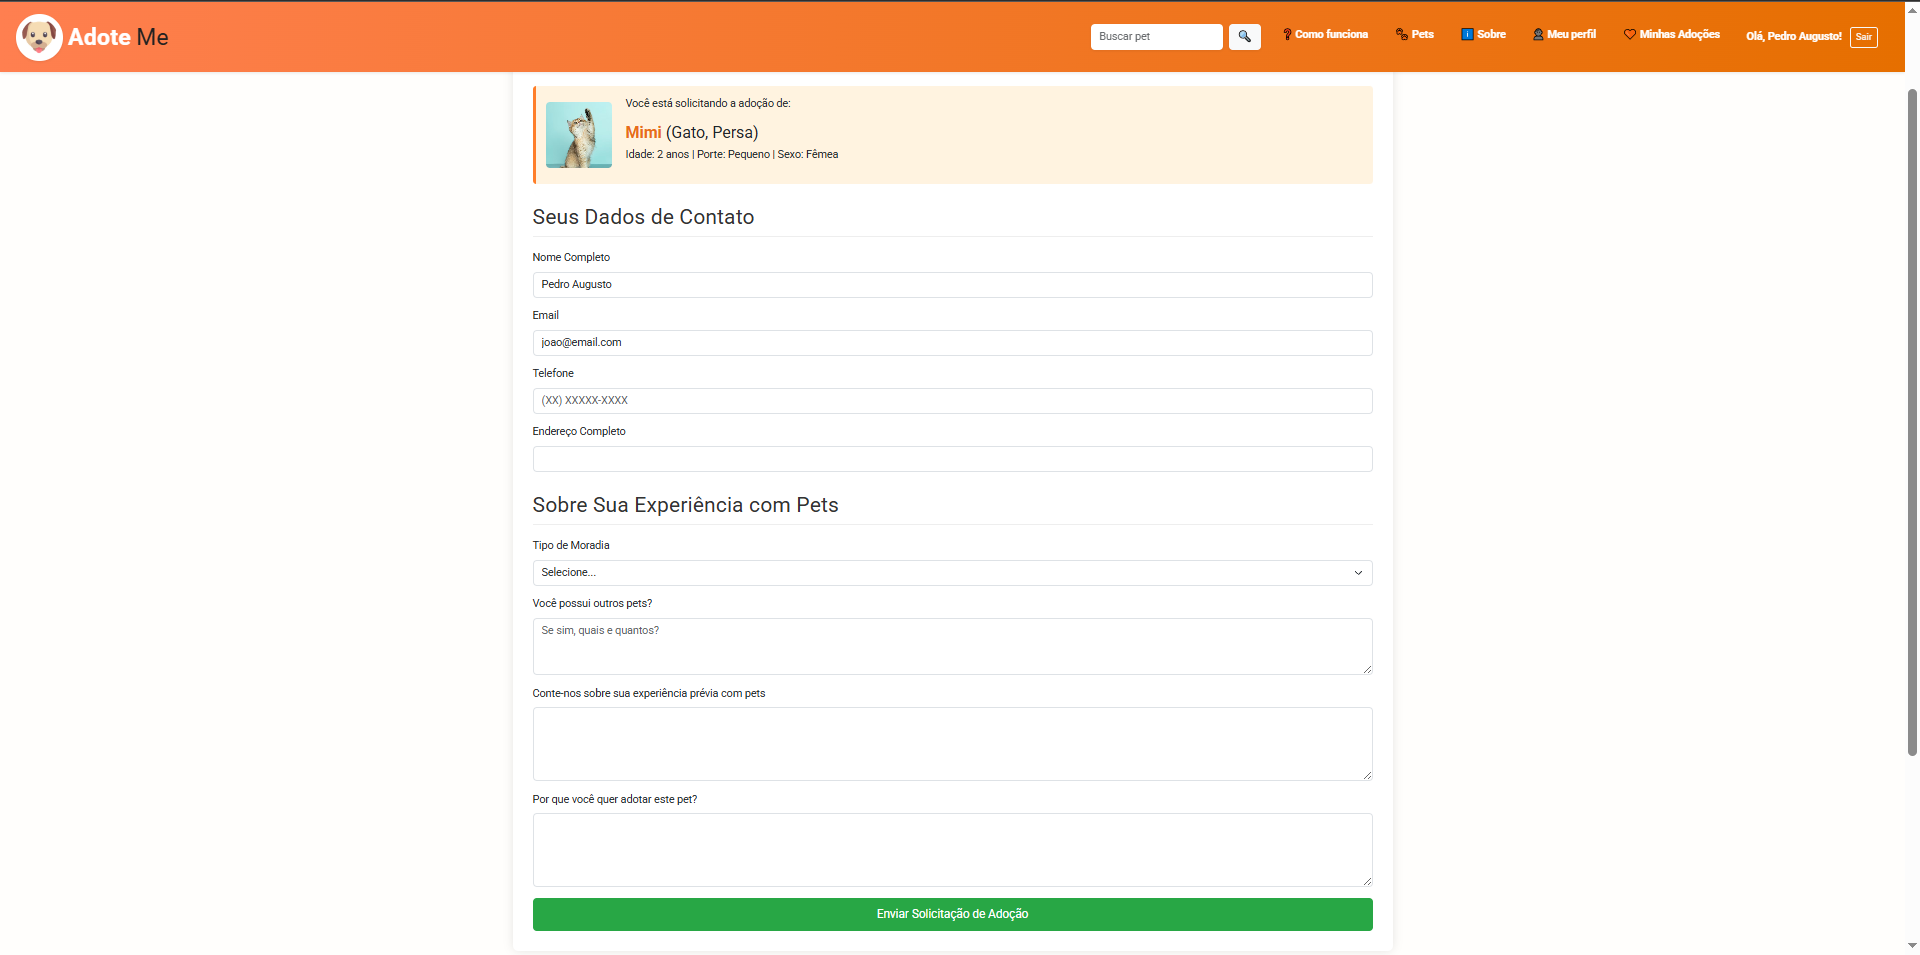 Adote Me
Buscar pet
Como funciona
Pets
Sobre
Meu perfil
Minhas Adoções
Olá, Pedro Augusto!
Sair
Você está solicitando a adoção de:
Mimi (Gato, Persa)
Idade: 2 anos | Porte: Pequeno | Sexo: Fêmea
Seus Dados de Contato
Nome Completo
Pedro Augusto
Email
joao@email.com
Telefone
(XX) XXXXX-XXXX
Endereço Completo
Sobre Sua Experiência com Pets
Tipo de Moradia
Selecione...
Você possui outros pets?
Se sim, quais e quantos?
Conte-nos sobre sua experiência prévia com pets
Por que você quer adotar este pet?
Enviar Solicitação de Adoção